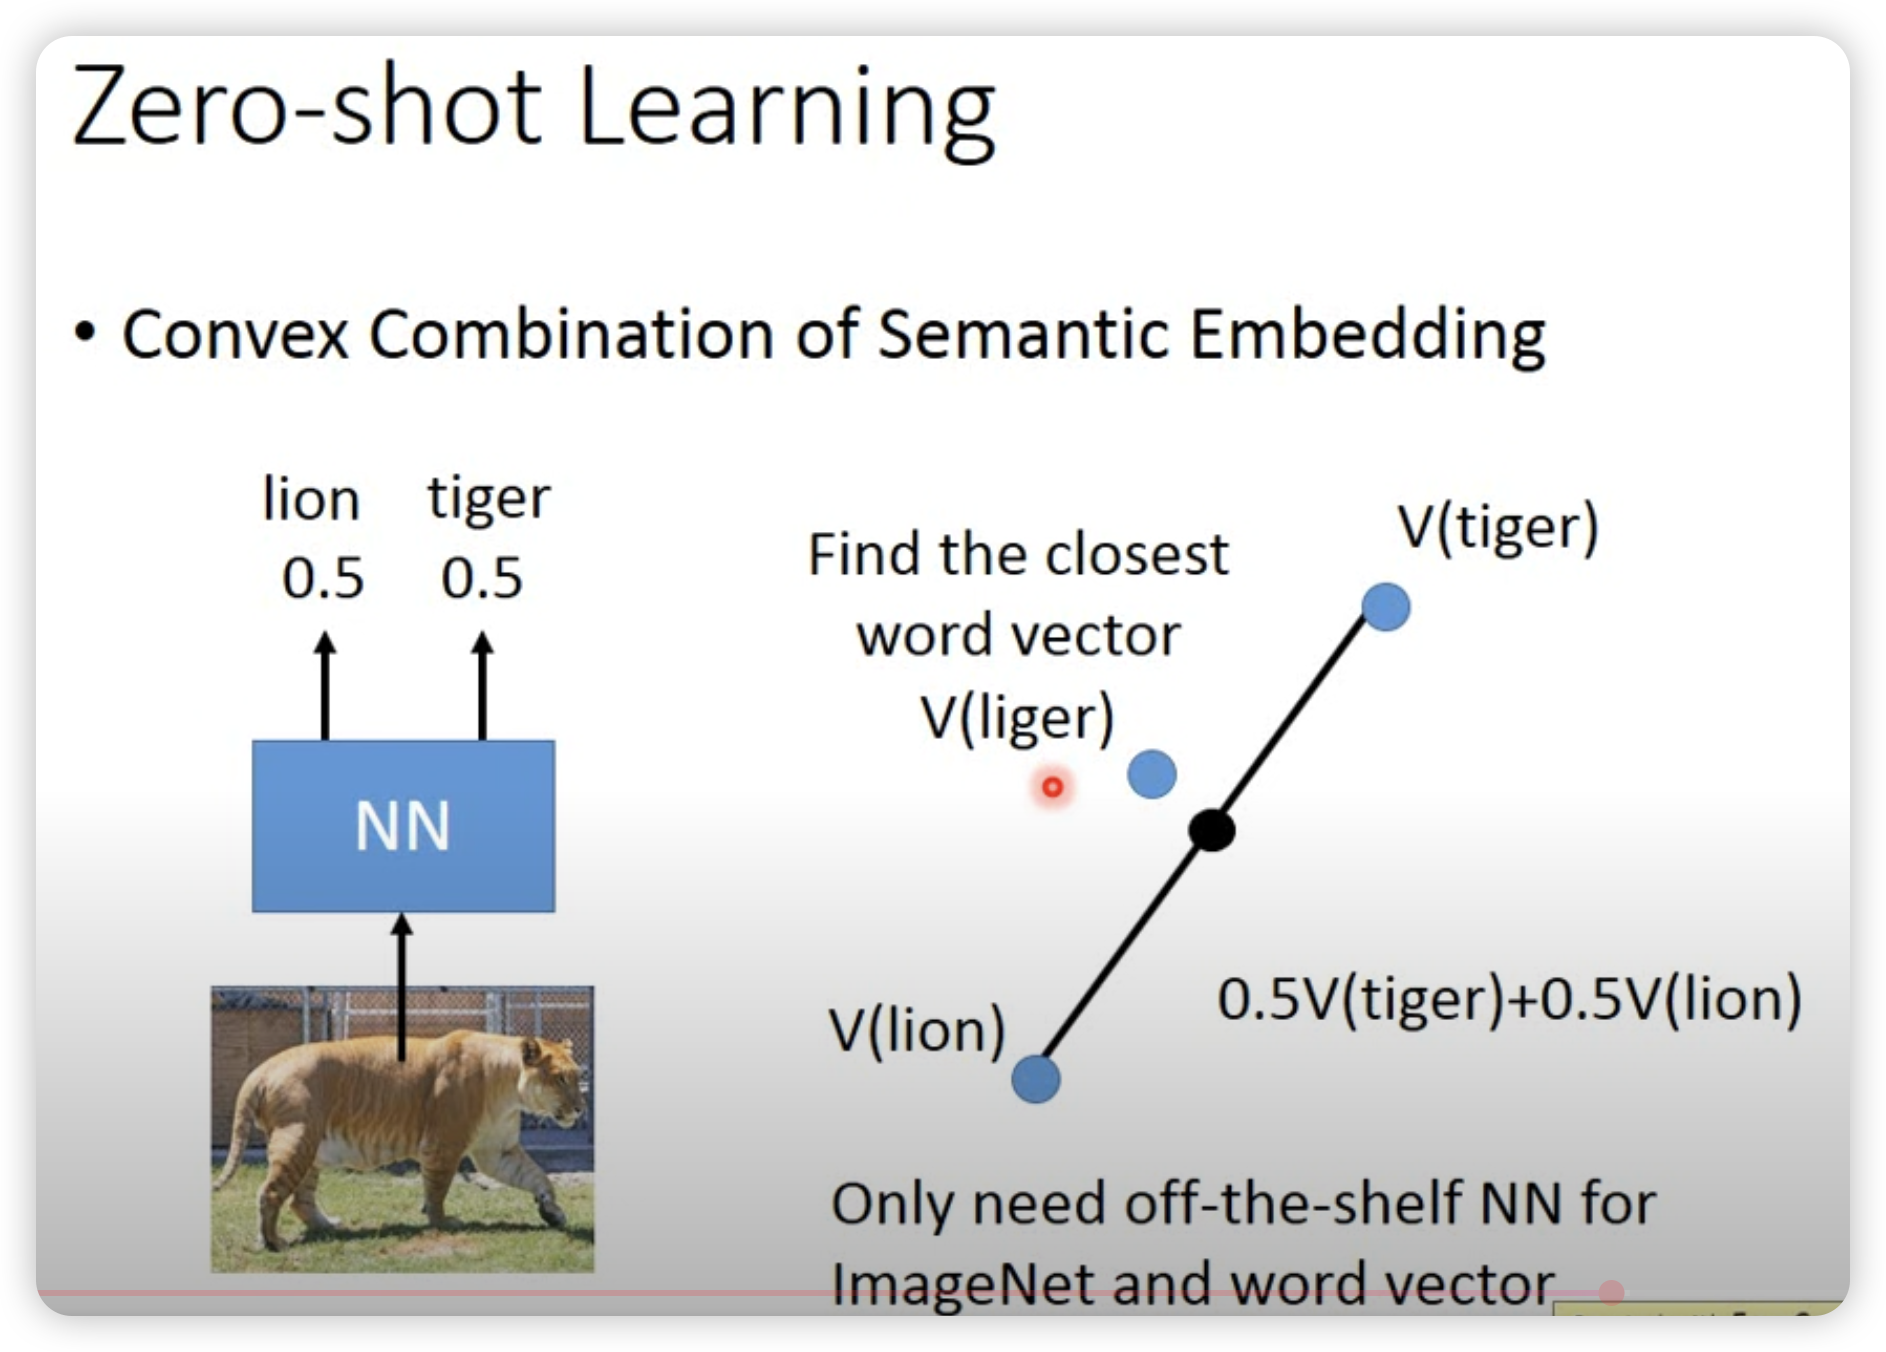 Zero-shot Learning
• Convex Combination of Semantic Embedding
lion tiger
0.5 0.5
NN
Find the closest
word vector
V(liger)
V(tiger)
V(lion)
0.5V(tiger)+0.5V(lion)
Only need off-the-shelf NN for
ImageNet and word vector